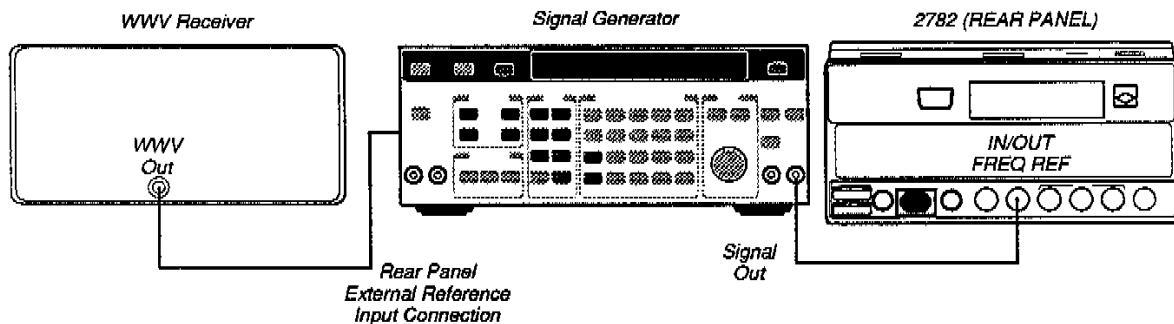 WWV Receiver
Signal Generator
2782 (REAR PANEL)
WWV
Out
IN/OUT
FREQ REF
Rear Panel
External Reference
Input Connection
Signal
Out